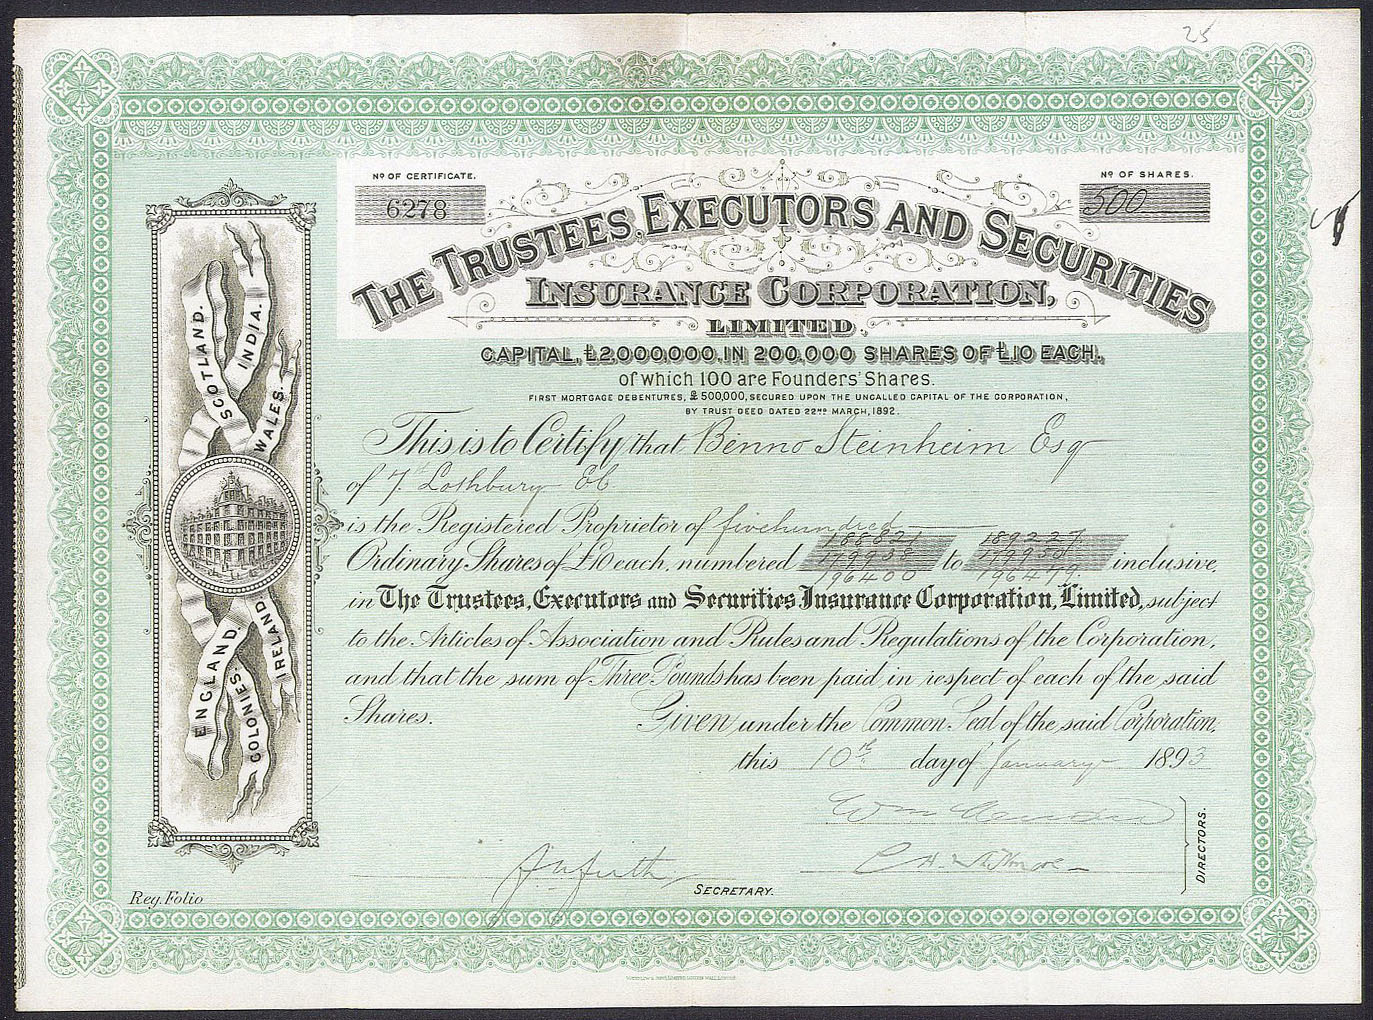 25
No OF CERTIFICATE.
6278
No OF SHARES.
500
THE TRUSTEES, EXECUTORS AND SECURITIES
INSURANCE CORPORATION,
LIMITED.
CAPITAL, £2,000,000, IN 200,000 SHARES OF £10 EACH,
of which 100 are Founders' Shares.
FIRST MORTGAGE DEBENTURES, £500,000, SECURED UPON THE UNCALLED CAPITAL OF THE CORPORATION,
BY TRUST DEED DATED 22ND MARCH, 1892.
This is to Certify that Benno Steinheim Esq
of 7 Lothbury EC
is the Registered Proprietor of five hundred
188821 189227
Ordinary Shares of £10 each, numbered 179938 to 179950 inclusive,
196400 196479
in The Trustees, Executors and Securities Insurance Corporation, Limited, subject
to the Articles of Association and Rules and Regulations of the Corporation,
and that the sum of Three Pounds has been paid in respect of each of the said
Shares. Given under the Common Seal of the said Corporation,
this 10th day of January 1893
DIRECTORS.
SECRETARY.
Reg. Folio
SCOTLAND.
INDIA.
WALES.
ENGLAND.
COLONIES.
IRELAND